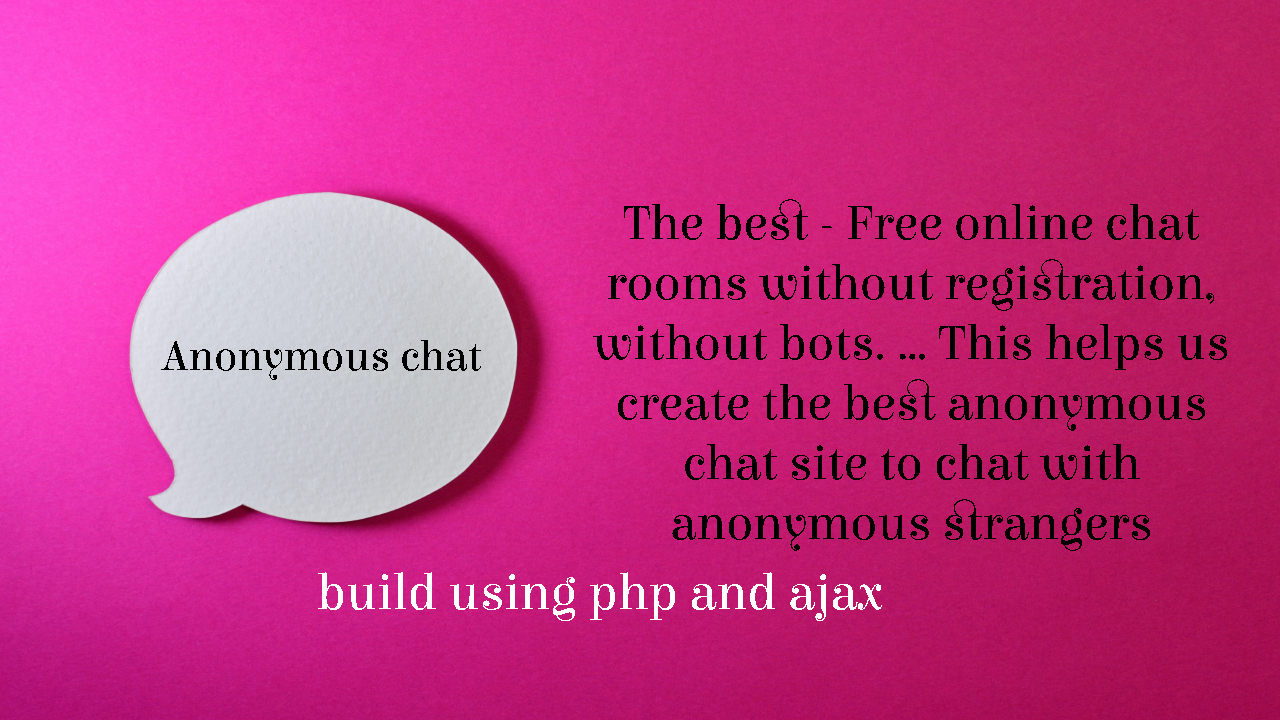 Anonymous chat
The best - Free online chat
rooms without registration,
without bots. ... This helps us
create the best anonymous
chat site to chat with
anonymous strangers
build using php and ajax